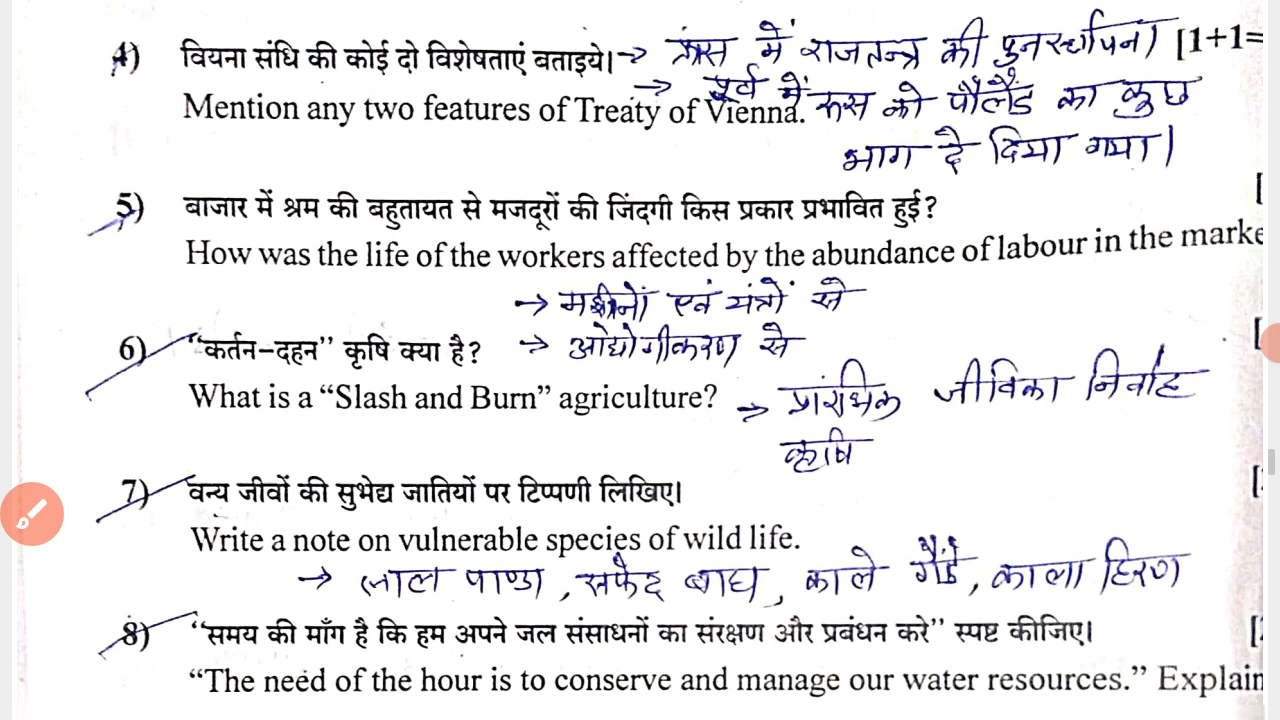 4) वियना संधि की कोई दो विशेषताएं बताइये। → फ्रांस में राजतन्त्र की पुनर्स्थापना [1+1=
Mention any two features of Treaty of Vienna. → पूर्व में रूस को पौलैंड का कुछ
भाग दे दिया गया।
5) बाजार में श्रम की बहुतायत से मजदूरों की जिंदगी किस प्रकार प्रभावित हुई? [
How was the life of the workers affected by the abundance of labour in the marke
→ मशीनों एवं यंत्रों से
6) “कर्तन-दहन” कृषि क्या है? → ओद्योगीकरण से [
What is a “Slash and Burn” agriculture? → प्रारंभिक जीविका निर्वाह
कृषि
7) वन्य जीवों की सुभेद्य जातियों पर टिप्पणी लिखिए। [
Write a note on vulnerable species of wild life.
→ लाल पाण्डा, सफेद बाघ, काले गैंडे, काला हिरण
8) “समय की माँग है कि हम अपने जल संसाधनों का संरक्षण और प्रबंधन करे” स्पष्ट कीजिए। [
“The need of the hour is to conserve and manage our water resources.” Explain